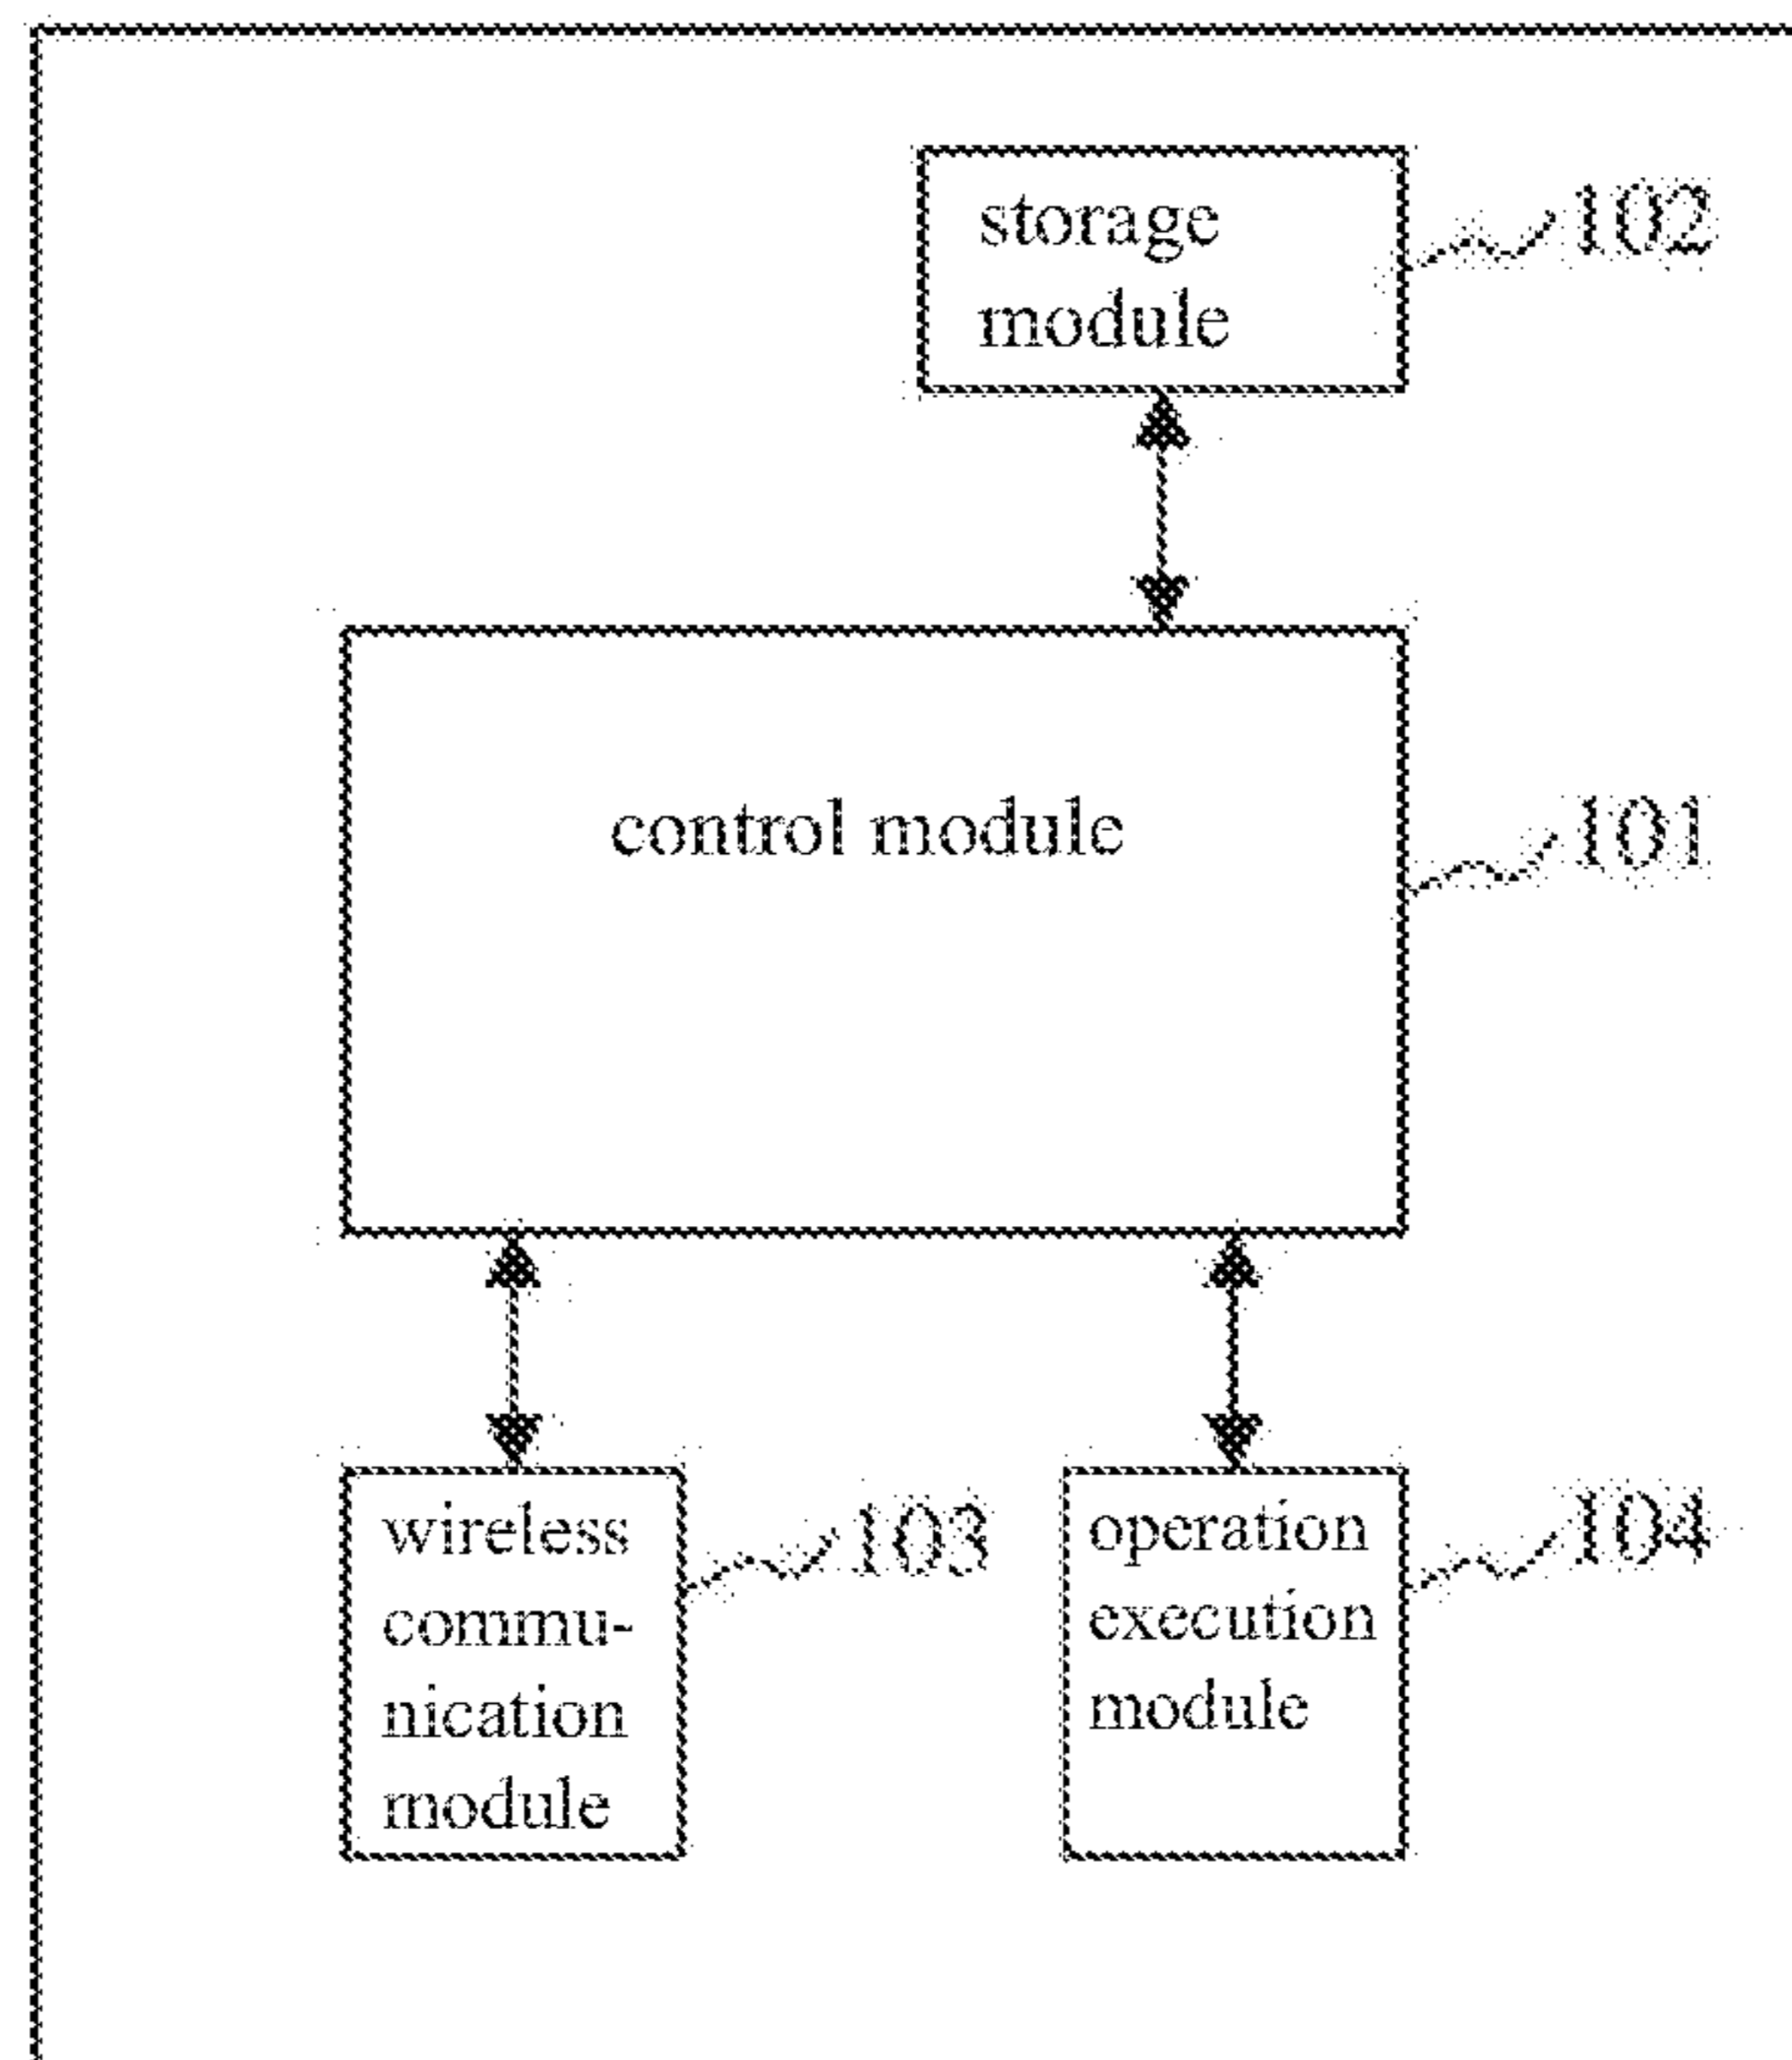 storage
module
102
control module
101
wireless
commu-
nication
module
103
operation
execution
module
104